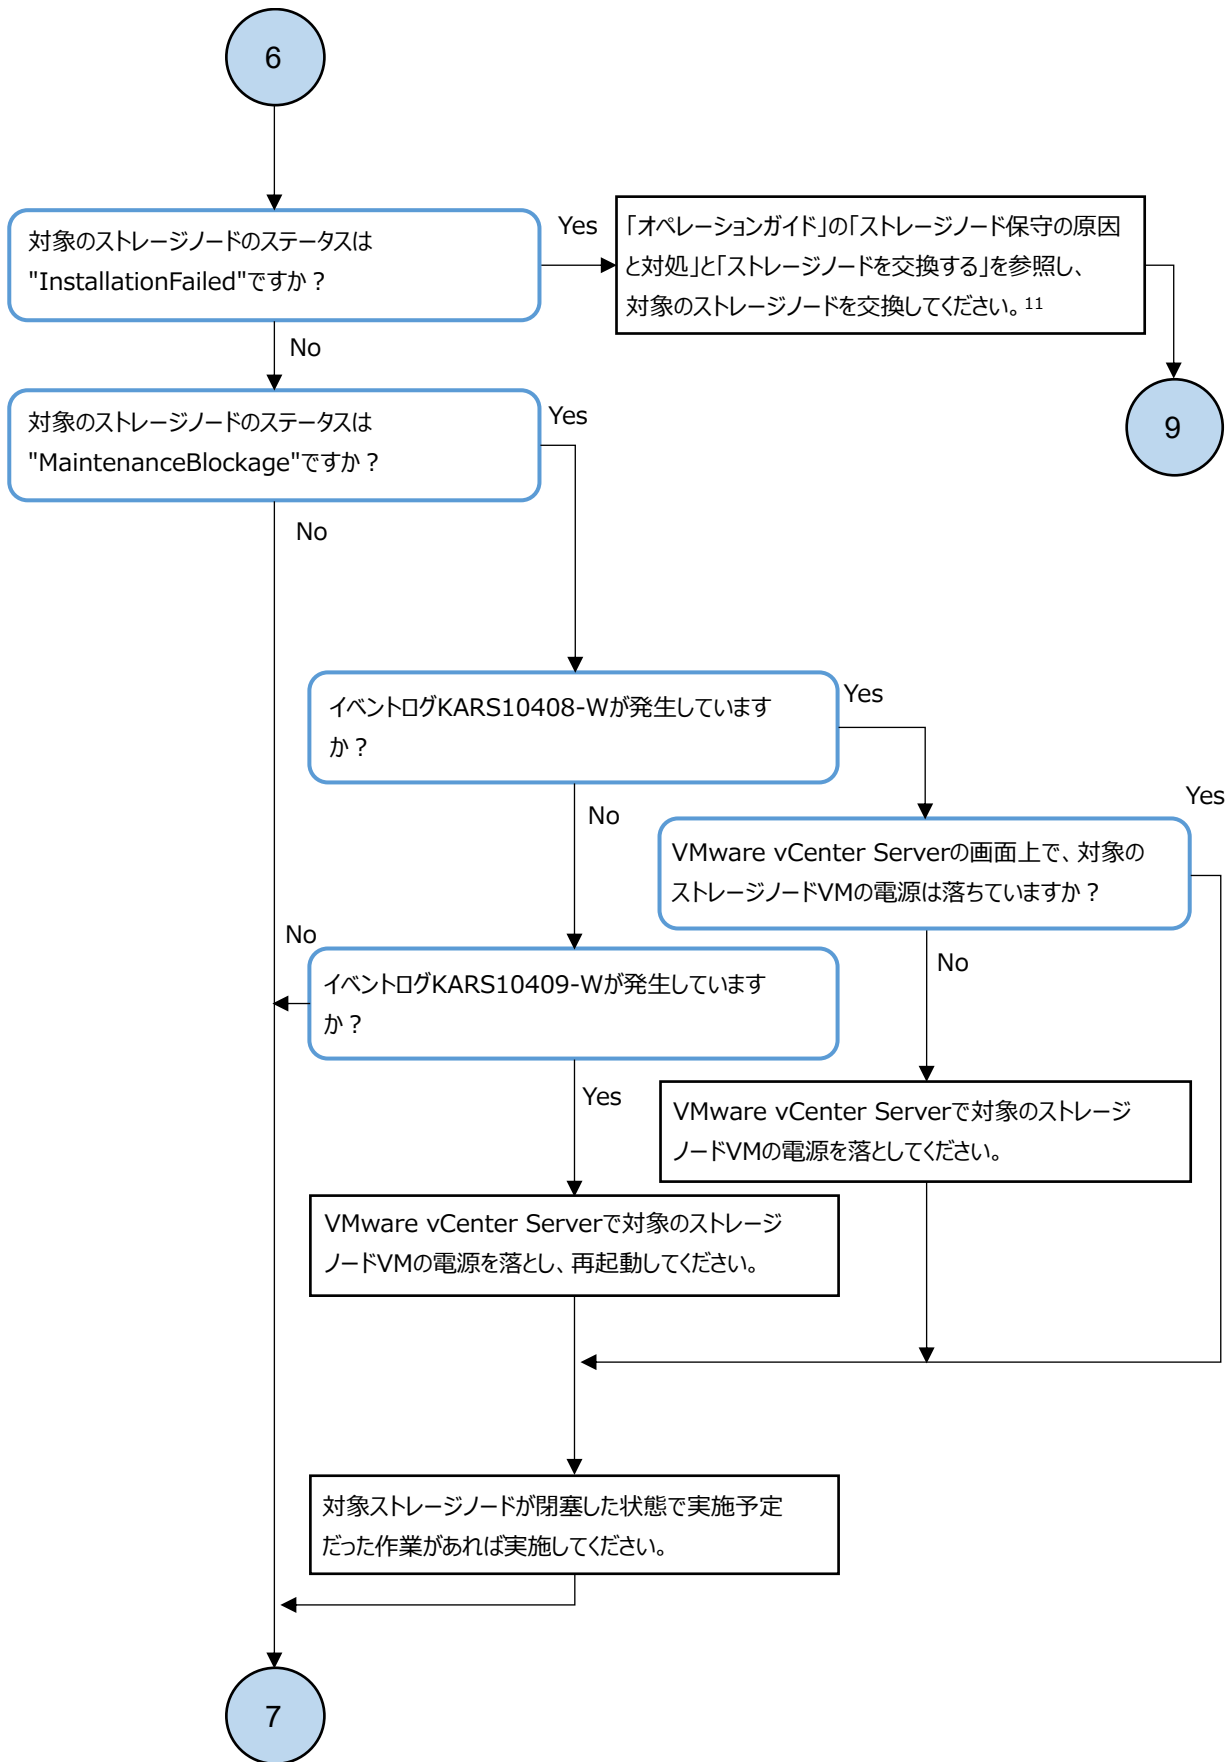 6
対象のストレージノードのステータスは
"InstallationFailed"ですか？
Yes
「オペレーションガイド」の「ストレージノード保守の原因
と対処」と「ストレージノードを交換する」を参照し、
対象のストレージノードを交換してください。11
No
9
対象のストレージノードのステータスは
"MaintenanceBlockage"ですか？
Yes
No
イベントログKARS10408-Wが発生しています
か？
Yes
No
Yes
VMware vCenter Serverの画面上で、対象の
ストレージノードVMの電源は落ちていますか？
No
No
イベントログKARS10409-Wが発生しています
か？
Yes
VMware vCenter Serverで対象のストレージ
ノードVMの電源を落としてください。
VMware vCenter Serverで対象のストレージ
ノードVMの電源を落とし、再起動してください。
対象ストレージノードが閉塞した状態で実施予定
だった作業があれば実施してください。
7